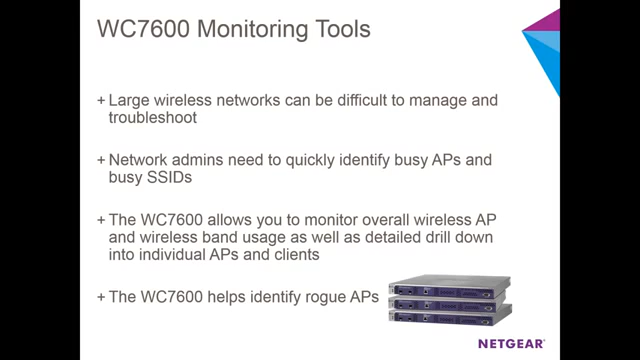 WC7600 Monitoring Tools
+ Large wireless networks can be difficult to manage and
troubleshoot
+ Network admins need to quickly identify busy APs and
busy SSIDs
+ The WC7600 allows you to monitor overall wireless AP
and wireless band usage as well as detailed drill down
into individual APs and clients
+ The WC7600 helps identify rogue APs
NETGEAR